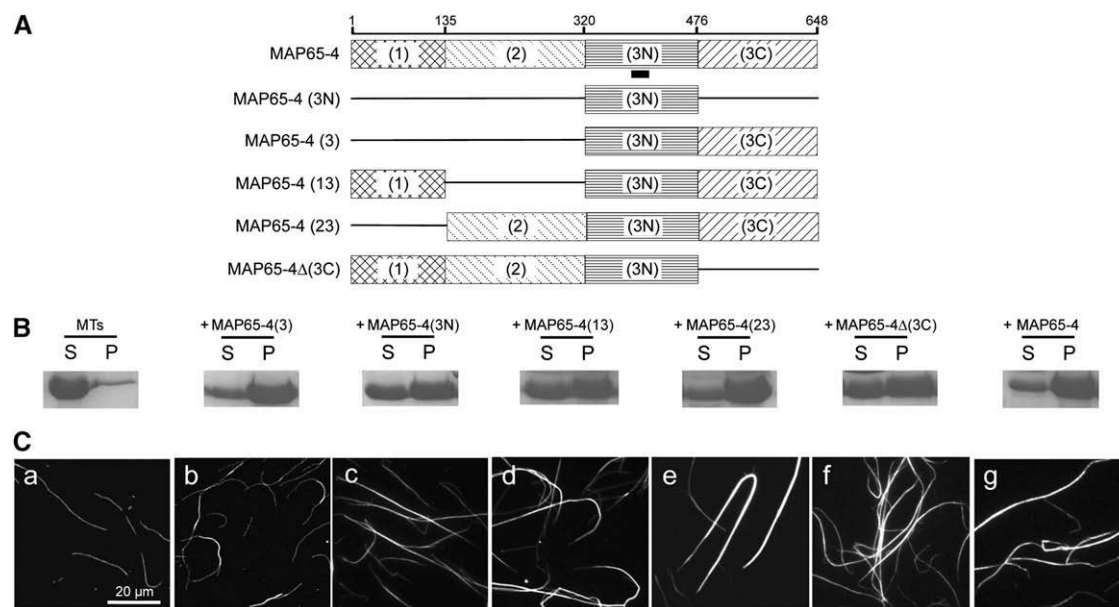 A
1 135 320 476 648
MAP65-4 (1) (2) (3N) (3C)
MAP65-4 (3N) (3N)
MAP65-4 (3) (3N) (3C)
MAP65-4 (13) (1) (3N) (3C)
MAP65-4 (23) (2) (3N) (3C)
MAP65-4Δ(3C) (1) (2) (3N)
B
MTs + MAP65-4(3) + MAP65-4(3N) + MAP65-4(13) + MAP65-4(23) + MAP65-4Δ(3C) + MAP65-4
S P S P S P S P S P S P S P
C
a b c d e f g
20 µm